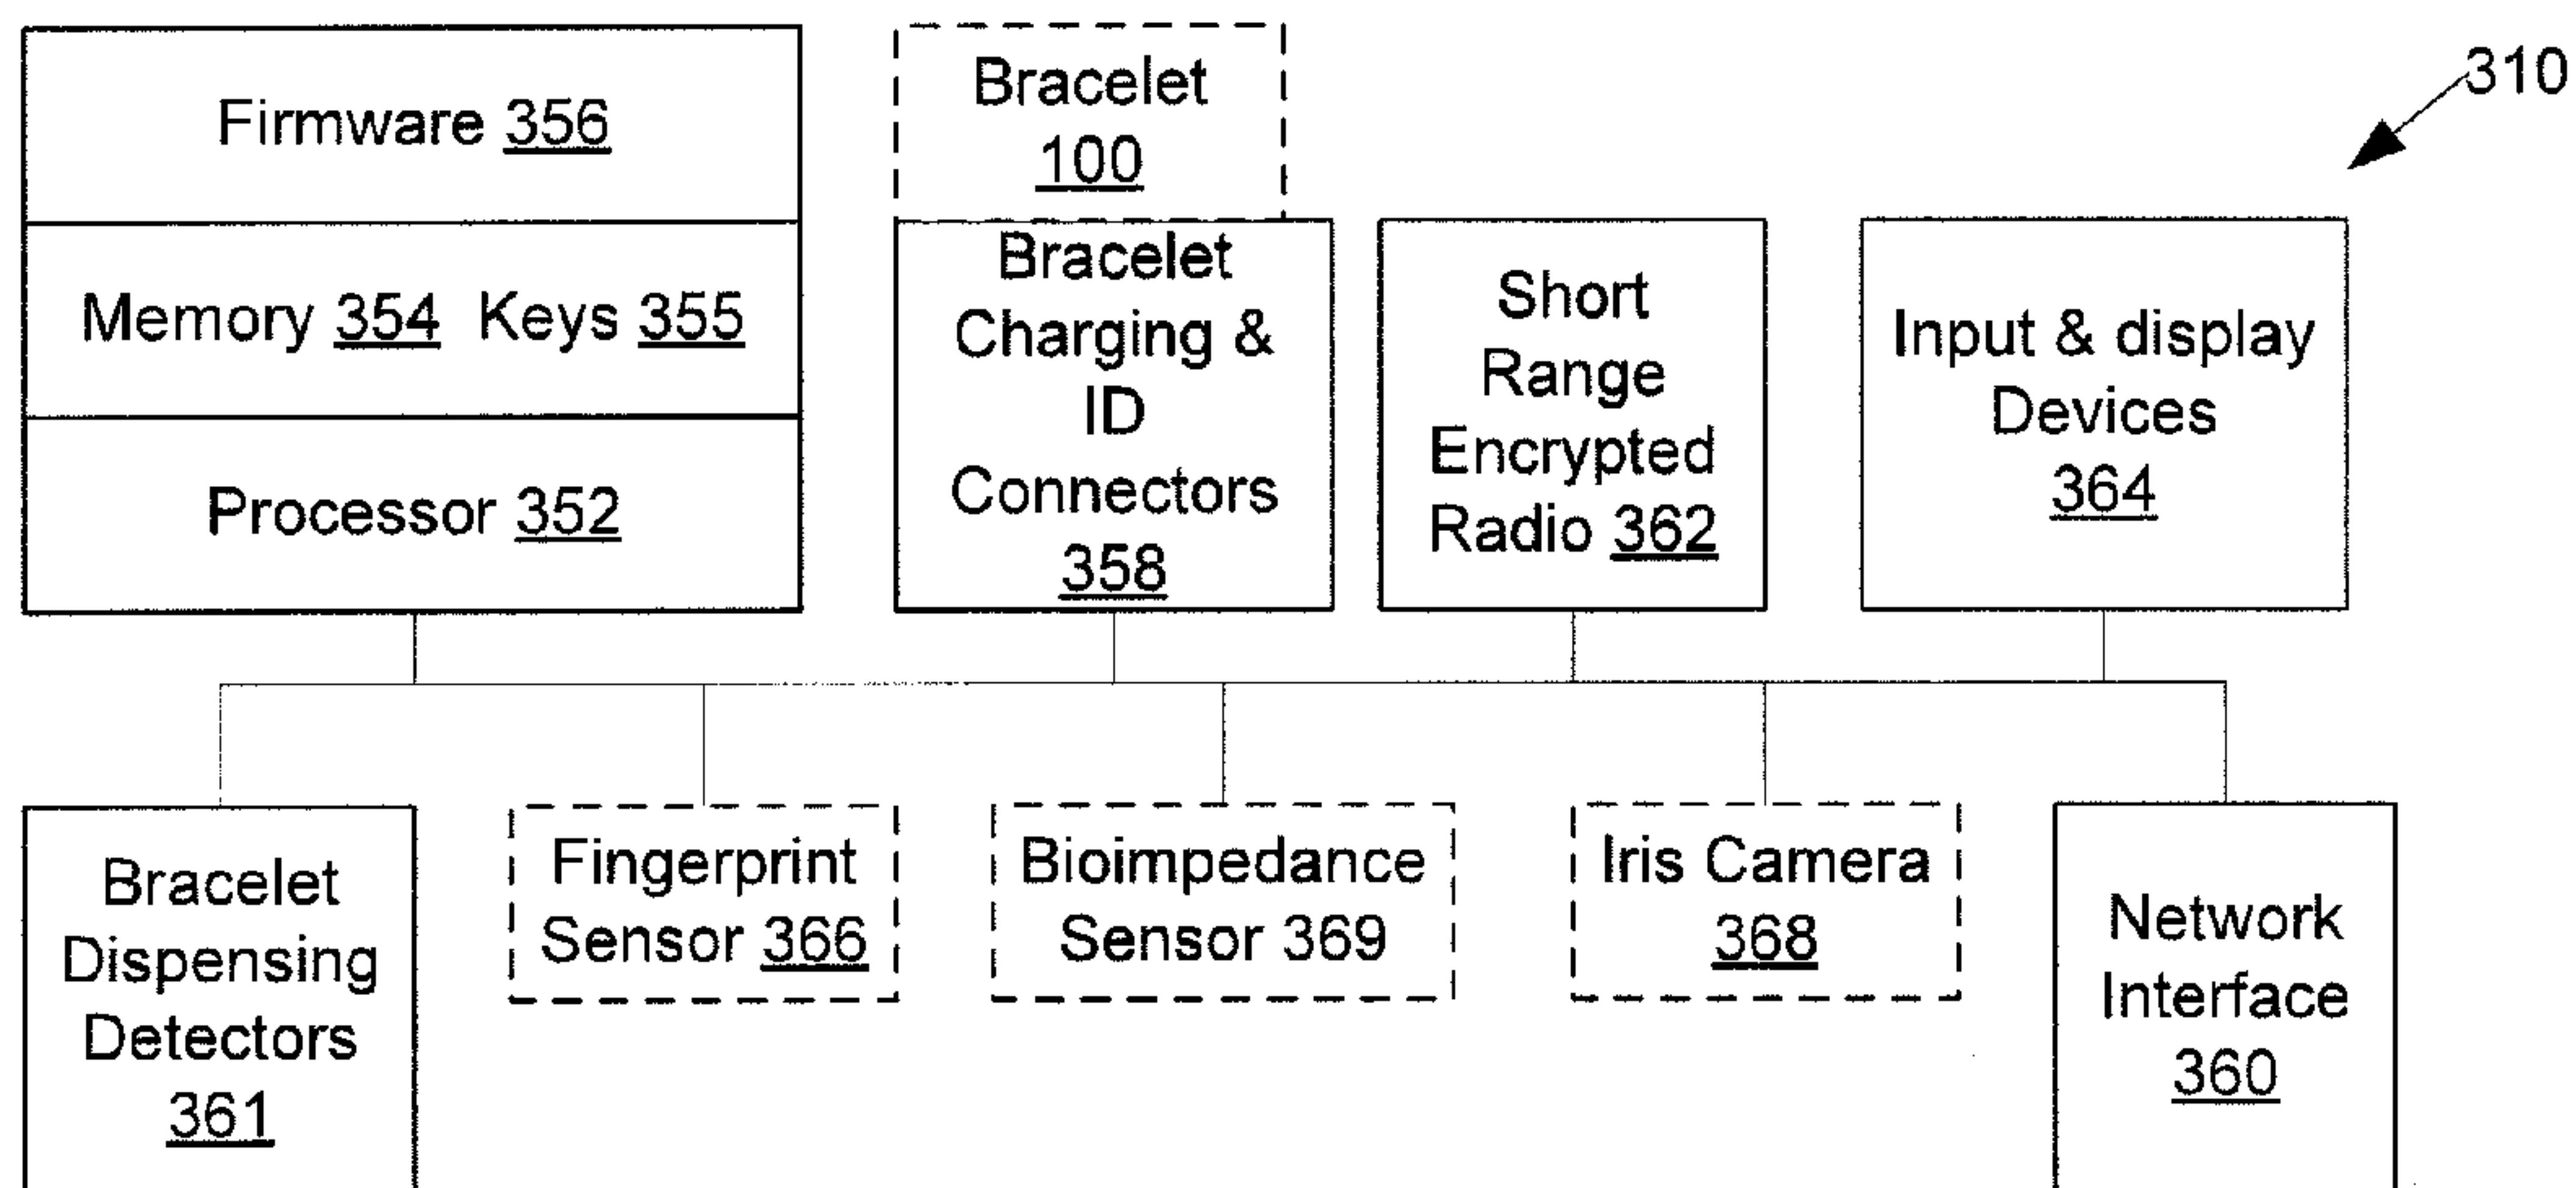 Firmware 356
Memory 354 Keys 355
Processor 352
Bracelet
100
Bracelet
Charging &
ID
Connectors
358
Short
Range
Encrypted
Radio 362
Input & display
Devices
364
310
Bracelet
Dispensing
Detectors
361
Fingerprint
Sensor 366
Bioimpedance
Sensor 369
Iris Camera
368
Network
Interface
360